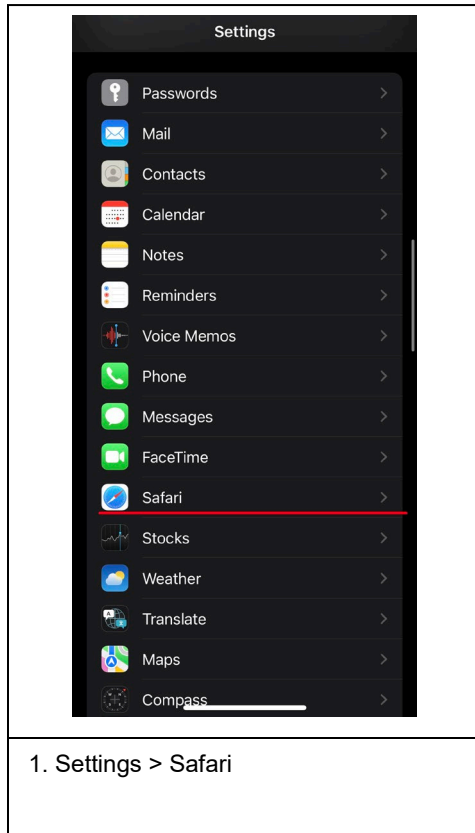 Settings
Passwords
Mail
Contacts
Calendar
Notes
Reminders
Voice Memos
Phone
Messages
FaceTime
Safari
Stocks
Weather
Translate
Maps
Compass
1. Settings > Safari